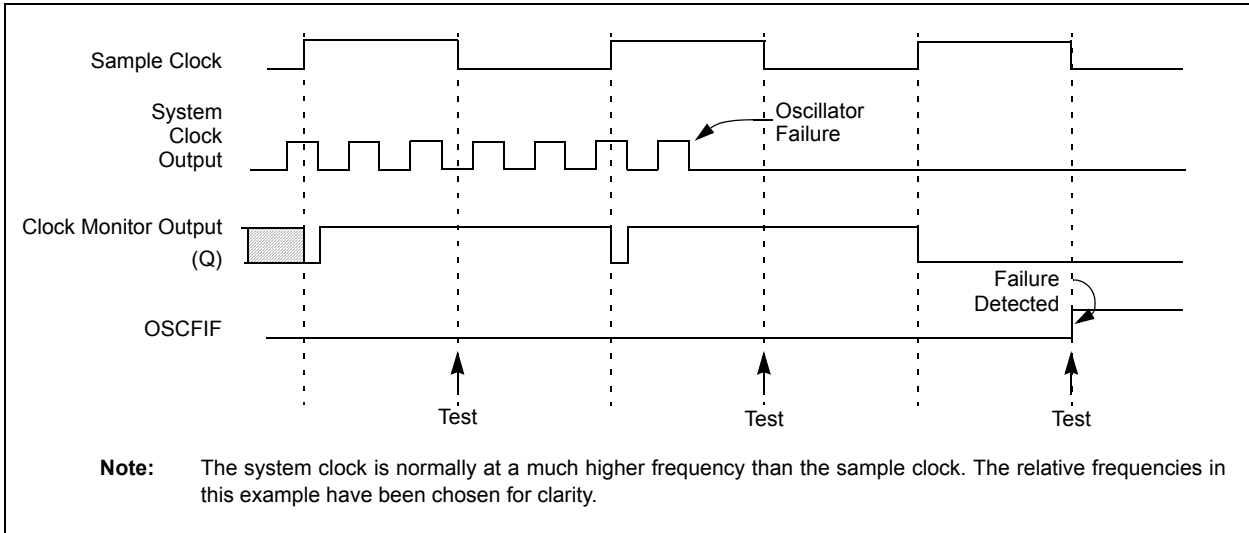 Sample Clock
System
Clock
Output
Oscillator
Failure
Clock Monitor Output
(Q)
Failure
Detected
OSCFIF
Test
Test
Test
Note: The system clock is normally at a much higher frequency than the sample clock. The relative frequencies in
this example have been chosen for clarity.